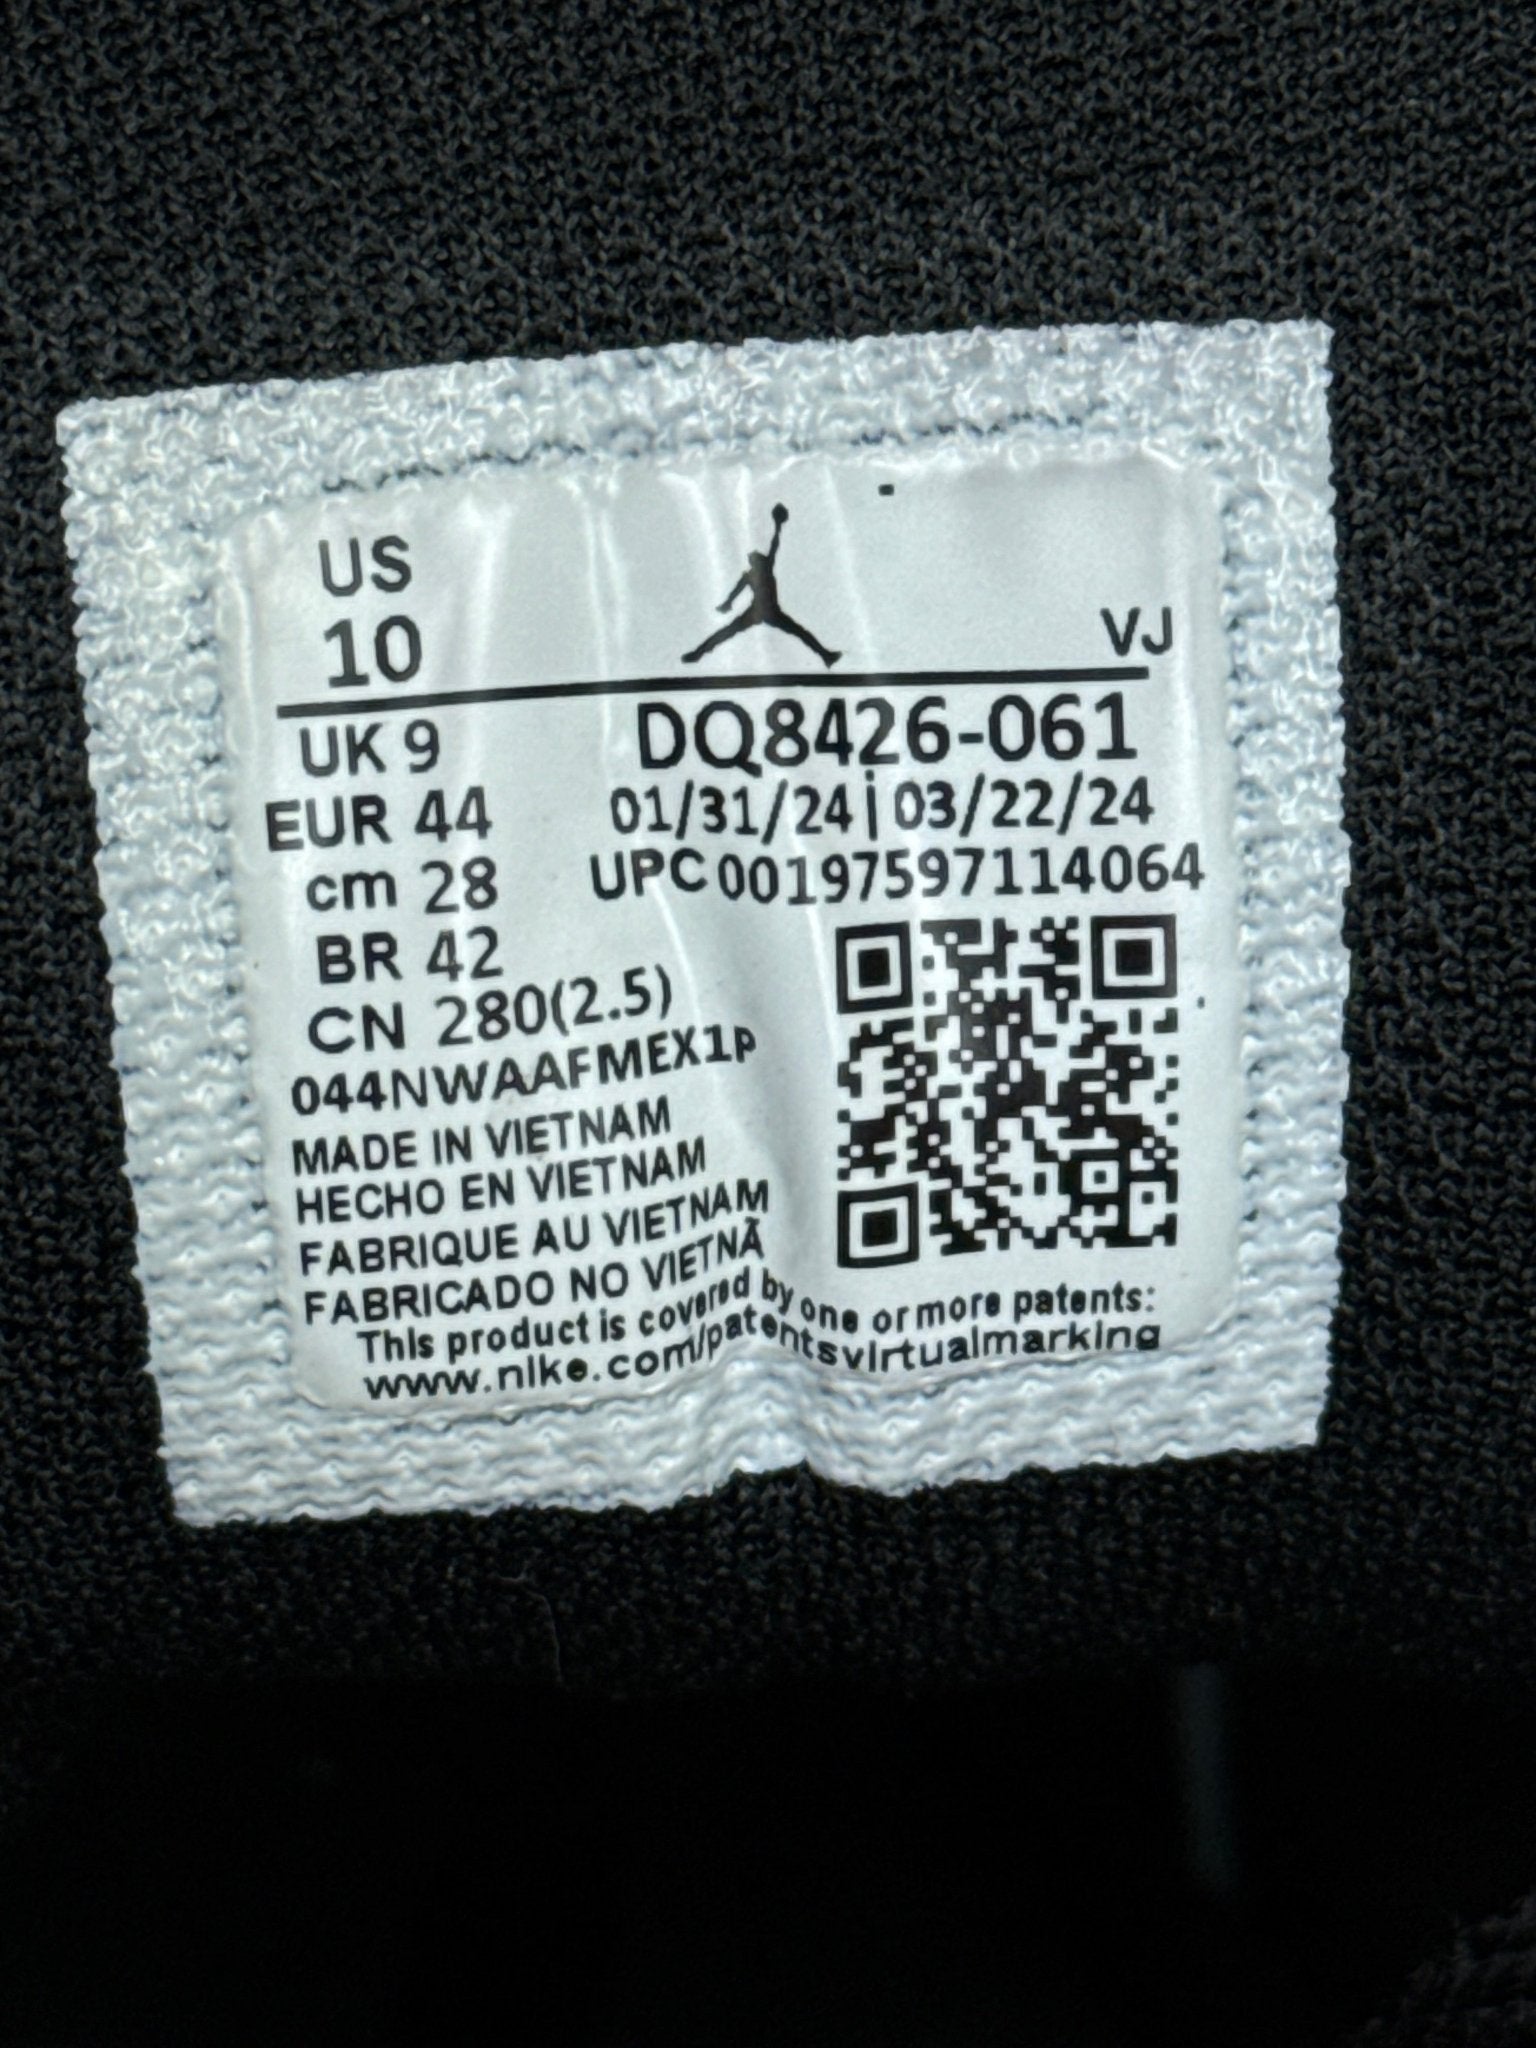 US
10
VJ
UK 9
DQ8426-061
EUR 44
01/31/24 | 03/22/24
cm 28
UPC 00197597114064
BR 42
CN 280(2.5)
044NWAAFMEX1P
MADE IN VIETNAM
HECHO EN VIETNAM
FABRIQUE AU VIETNAM
FABRICADO NO VIETNÃ
This product is covered by one or more patents:
www.nike.com/patentsvirtualmarking